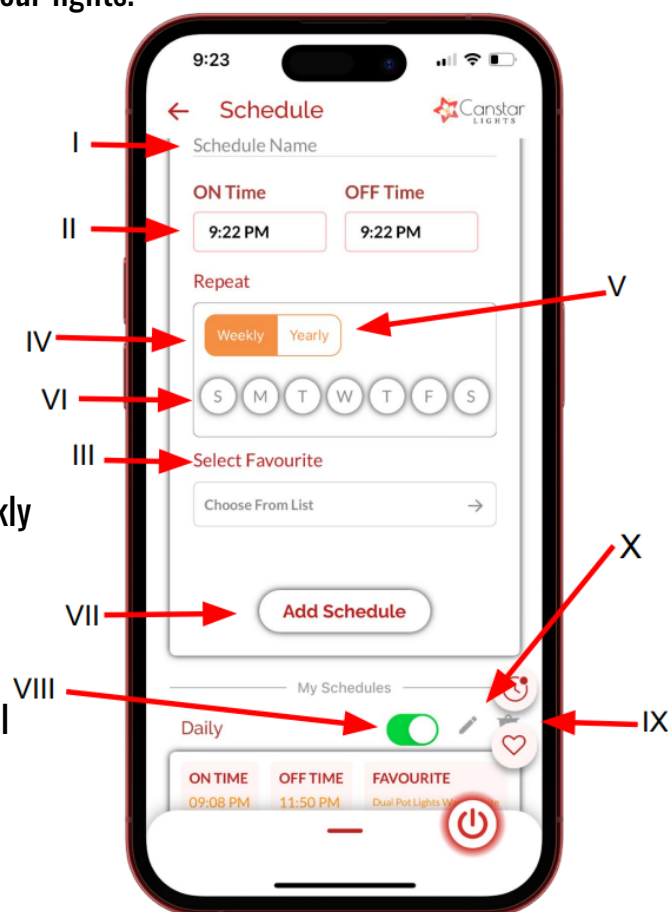 our lights.
9:23
← Schedule Canstar
LIGHTS
I Schedule Name
ON Time OFF Time
II 9:22 PM 9:22 PM
Repeat V
IV Weekly Yearly
VI S M T W T F S
III Select Favourite
kly Choose From List →
X
VII Add Schedule
VIII My Schedules
l Daily IX
ON TIME OFF TIME FAVOURITE
09:08 PM 11:50 PM Dual Pot Lights